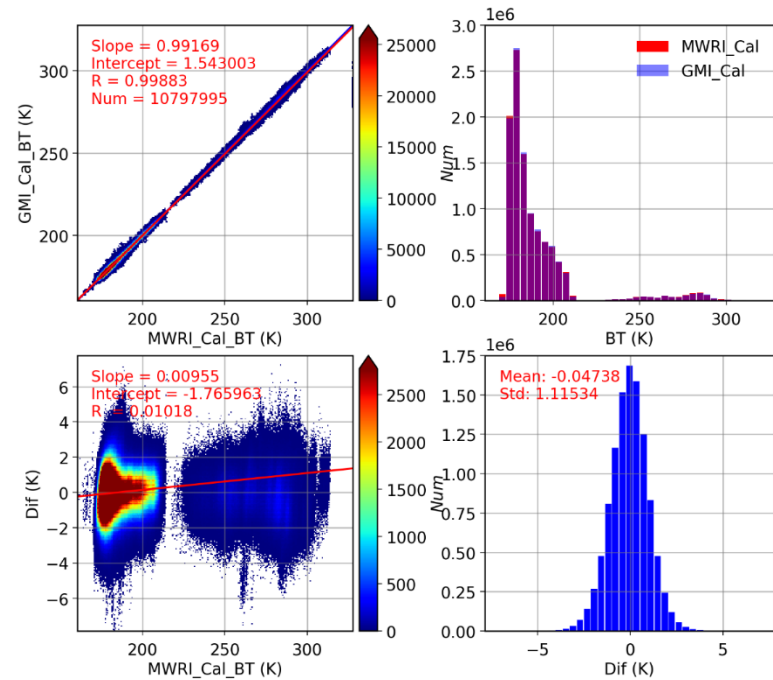 Slope = 0.99169
Intercept = 1.543003
R = 0.99883
Num = 10797995
300
250
200
GMI_Cal_BT (K)
200
250
300
MWRI_Cal_BT (K)
25000
20000
15000
10000
5000
0
1e6
MWRI_Cal
GMI_Cal
3.0
2.5
2.0
1.5
1.0
0.5
0.0
Num
200
250
300
BT (K)
Slope = 0.00955
Intercept = -1.765963
R = 0.01018
6
4
2
0
−2
−4
−6
Dif (K)
200
250
300
MWRI_Cal_BT (K)
2500
2000
1500
1000
500
0
1e6
Mean: -0.04738
Std: 1.11534
1.75
1.50
1.25
1.00
0.75
0.50
0.25
0.00
Num
−5
0
5
Dif (K)